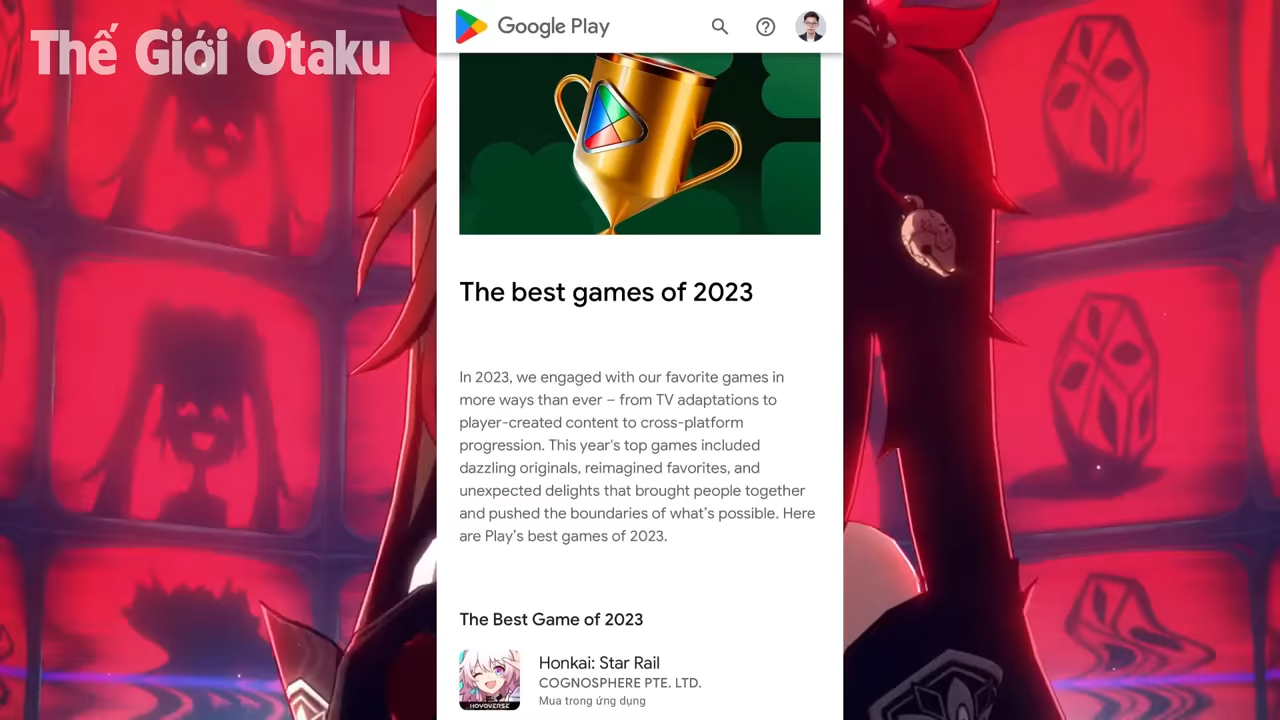 Thế Giới Otaku
Google Play
The best games of 2023
In 2023, we engaged with our favorite games in
more ways than ever – from TV adaptations to
player-created content to cross-platform
progression. This year's top games included
dazzling originals, reimagined favorites, and
unexpected delights that brought people together
and pushed the boundaries of what’s possible. Here
are Play’s best games of 2023.
The Best Game of 2023
Honkai: Star Rail
COGNOSPHERE PTE. LTD.
HOYOVERSE
Mua trong ứng dụng